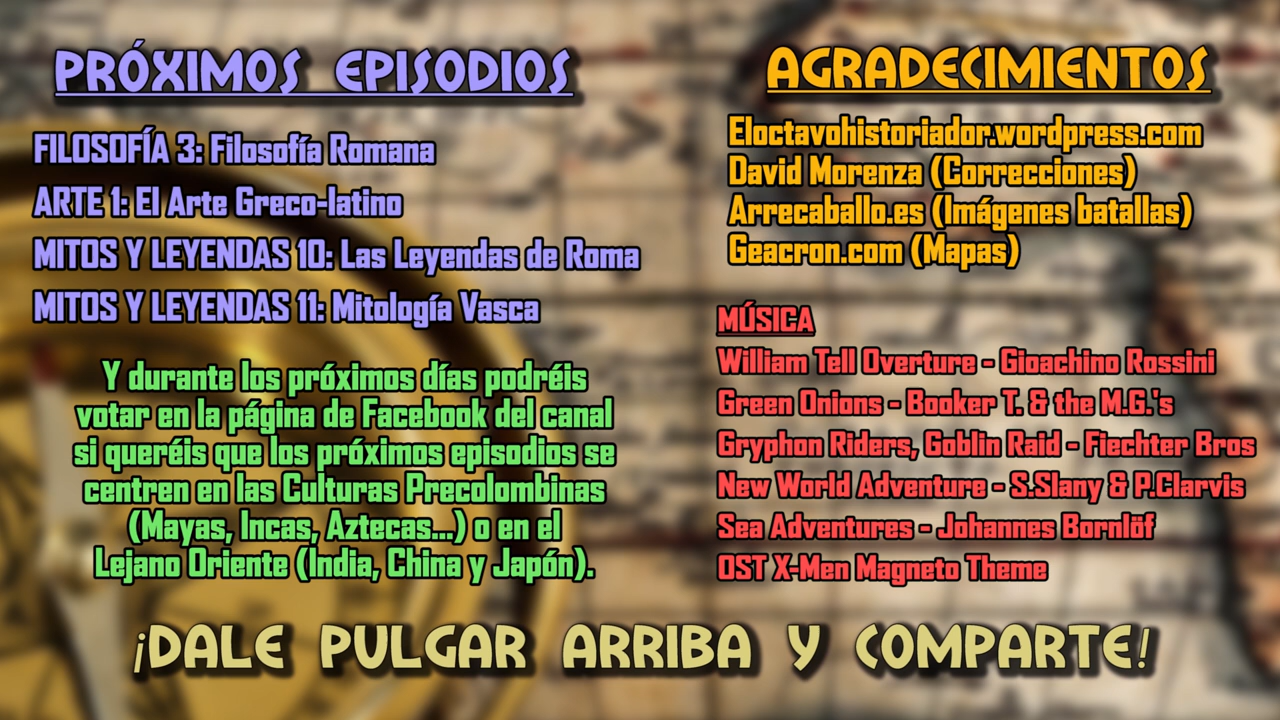 PRÓXIMOS EPISODIOS
FILOSOFÍA 3: Filosofía Romana
ARTE 1: El Arte Greco-latino
MITOS Y LEYENDAS 10: Las Leyendas de Roma
MITOS Y LEYENDAS 11: Mitología Vasca
Y durante los próximos días podréis
votar en la página de Facebook del canal
si queréis que los próximos episodios se
centren en las Culturas Precolombinas
(Mayas, Incas, Aztecas...) o en el
Lejano Oriente (India, China y Japón).
AGRADECIMIENTOS
Eloctavohistoriador.wordpress.com
David Morenza (Correcciones)
Arrecaballo.es (Imágenes batallas)
Geacron.com (Mapas)
MÚSICA
William Tell Overture - Gioachino Rossini
Green Onions - Booker T. & the M.G.'s
Gryphon Riders, Goblin Raid - Fiechter Bros
New World Adventure - S.Slany & P.Clarvis
Sea Adventures - Johannes Bornlöf
OST X-Men Magneto Theme
¡DALE PULGAR ARRIBA Y COMPARTE!